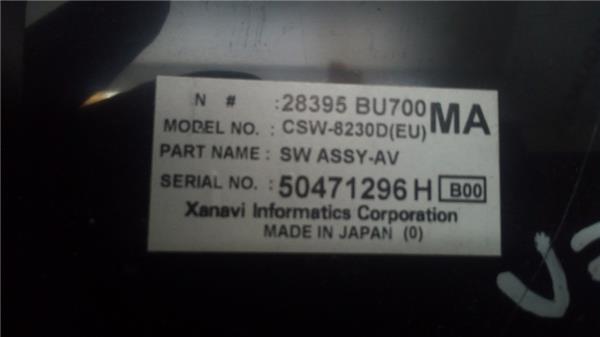 N # : 28395 BU700 MA
MODEL NO. : CSW-8230D(EU)
PART NAME : SW ASSY-AV
SERIAL NO. : 50471296 H B00
Xanavi Informatics Corporation
MADE IN JAPAN (0)